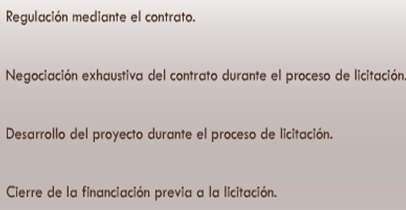 Regulación mediante el contrato.
Negociación exhaustiva del contrato durante el proceso de licitación.
Desarrollo del proyecto durante el proceso de licitación.
Cierre de la financiación previa a la licitación.